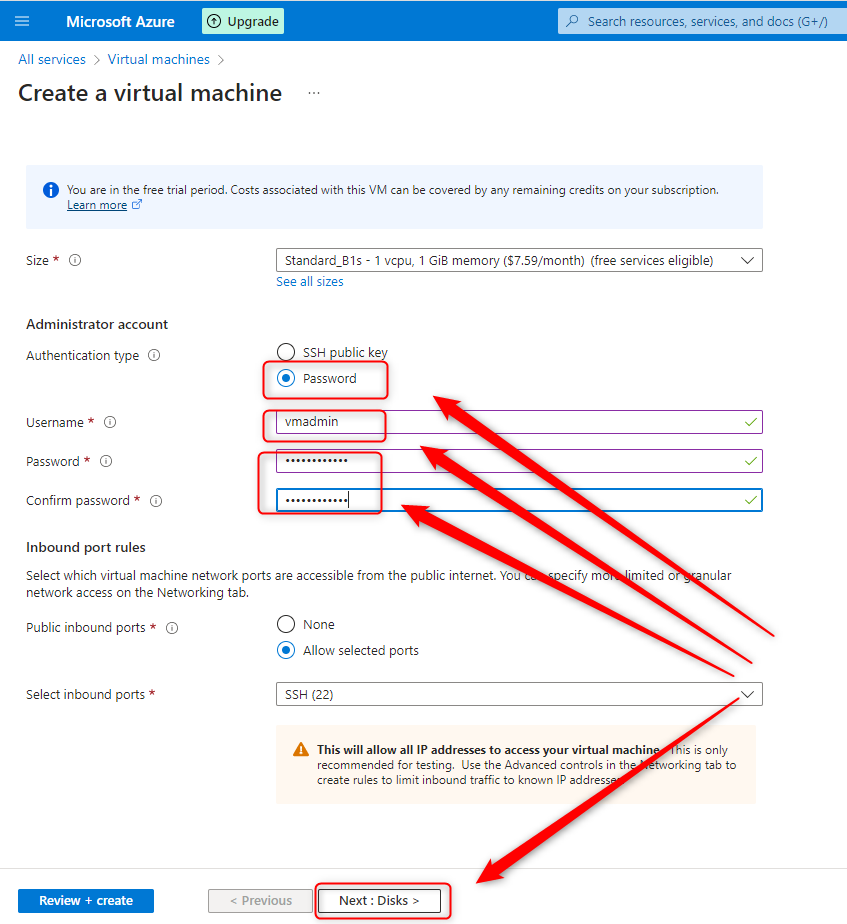 Microsoft Azure
Upgrade
Search resources, services, and docs (G+/)
All services > Virtual machines >
Create a virtual machine ...
You are in the free trial period. Costs associated with this VM can be covered by any remaining credits on your subscription.
Learn more
Size *
Standard_B1s - 1 vcpu, 1 GiB memory ($7.59/month) (free services eligible)
See all sizes
Administrator account
Authentication type
SSH public key
Password
Username *
vmadmin
Password *
••••••••••••
Confirm password *
••••••••••••
Inbound port rules
Select which virtual machine network ports are accessible from the public internet. You can specify more limited or granular
network access on the Networking tab.
Public inbound ports *
None
Allow selected ports
Select inbound ports *
SSH (22)
This will allow all IP addresses to access your virtual machine. This is only
recommended for testing. Use the Advanced controls in the Networking tab to
create rules to limit inbound traffic to known IP addresses.
Review + create
< Previous
Next : Disks >